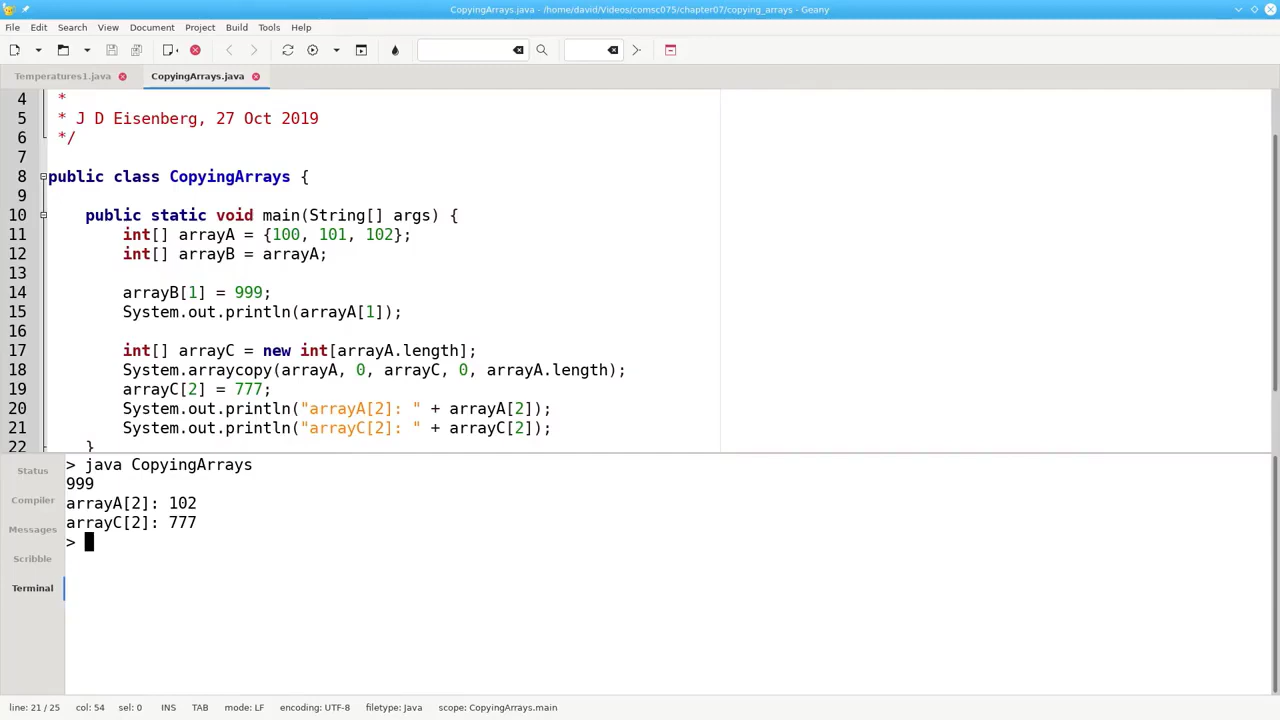 CopyingArrays.java - /home/david/Videos/comsc075/chapter07/copying_arrays - Geany
File Edit Search View Project Document Build Tools Help
Temperatures1.java CopyingArrays.java
4 *
5 * J D Eisenberg, 27 Oct 2019
6 */
7
8 public class CopyingArrays {
9
10 public static void main(String[] args) {
11 int[] arrayA = {100, 101, 102};
12 int[] arrayB = arrayA;
13
14 arrayB[1] = 999;
15 System.out.println(arrayA[1]);
16
17 int[] arrayC = new int[arrayA.length];
18 System.arraycopy(arrayA, 0, arrayC, 0, arrayA.length);
19 arrayC[2] = 777;
20 System.out.println("arrayA[2]: " + arrayA[2]);
21 System.out.println("arrayC[2]: " + arrayC[2]);
22 }
Status
Compiler
Messages
Scribble
Terminal
> java CopyingArrays
999
arrayA[2]: 102
arrayC[2]: 777
>
line: 21 / 25 col: 54 sel: 0 INS TAB mode: LF encoding: UTF-8 filetype: Java scope: CopyingArrays.main